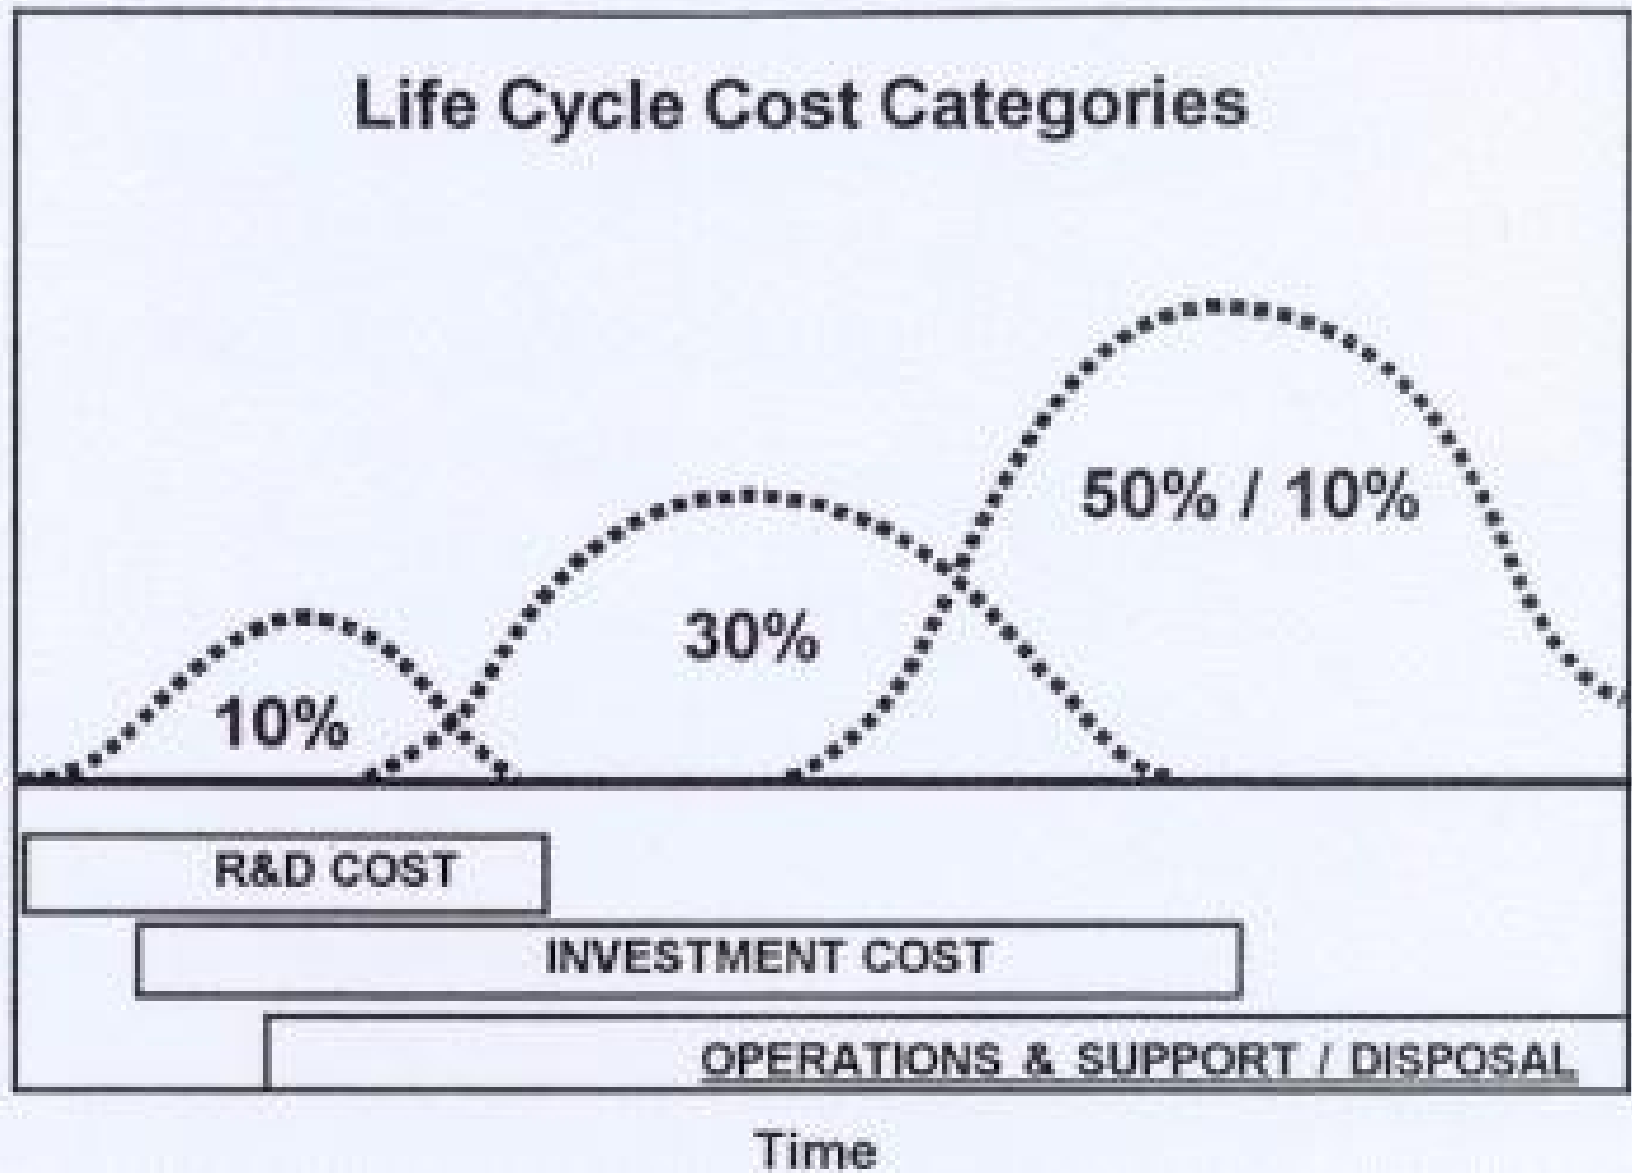 Life Cycle Cost Categories
50% / 10%
30%
10%
R&D COST
INVESTMENT COST
OPERATIONS & SUPPORT / DISPOSAL
Time